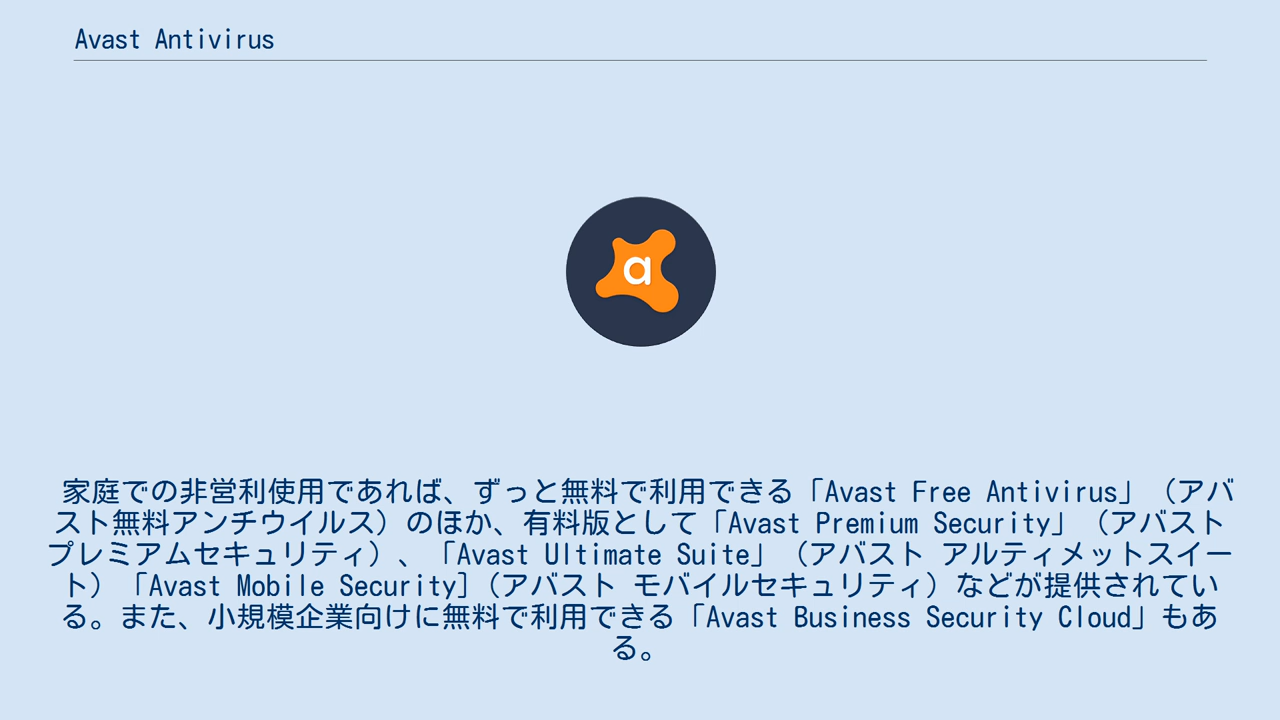 Avast Antivirus
a
家庭での非営利使用であれば、ずっと無料で利用できる「Avast Free Antivirus」（アバ
スト無料アンチウイルス）のほか、有料版として「Avast Premium Security」（アバスト
プレミアムセキュリティ）、「Avast Ultimate Suite」（アバスト アルティメットスイー
ト）「Avast Mobile Security]（アバスト モバイルセキュリティ）などが提供されてい
る。また、小規模企業向けに無料で利用できる「Avast Business Security Cloud」もあ
る。